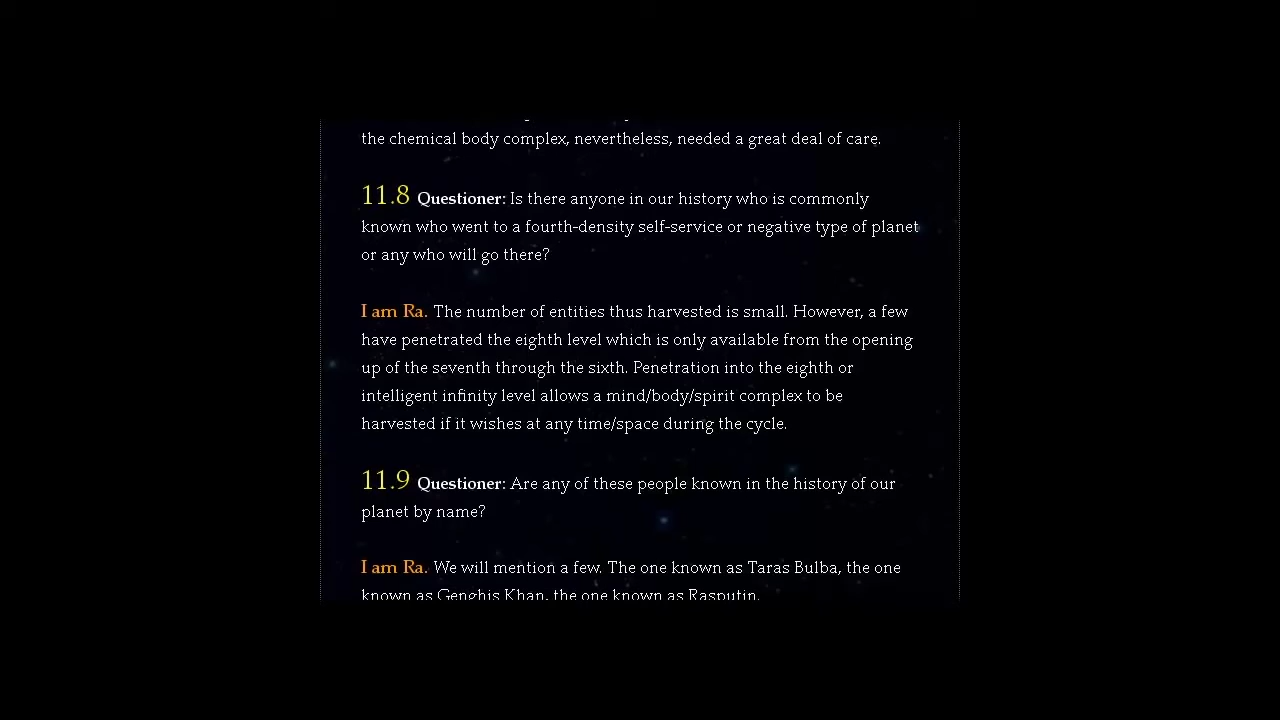 the chemical body complex, nevertheless, needed a great deal of care.
11.8 Questioner: Is there anyone in our history who is commonly
known who went to a fourth-density self-service or negative type of planet
or any who will go there?
I am Ra. The number of entities thus harvested is small. However, a few
have penetrated the eighth level which is only available from the opening
up of the seventh through the sixth. Penetration into the eighth or
intelligent infinity level allows a mind/body/spirit complex to be
harvested if it wishes at any time/space during the cycle.
11.9 Questioner: Are any of these people known in the history of our
planet by name?
I am Ra. We will mention a few. The one known as Taras Bulba, the one
known as Genghis Khan, the one known as Rasputin.